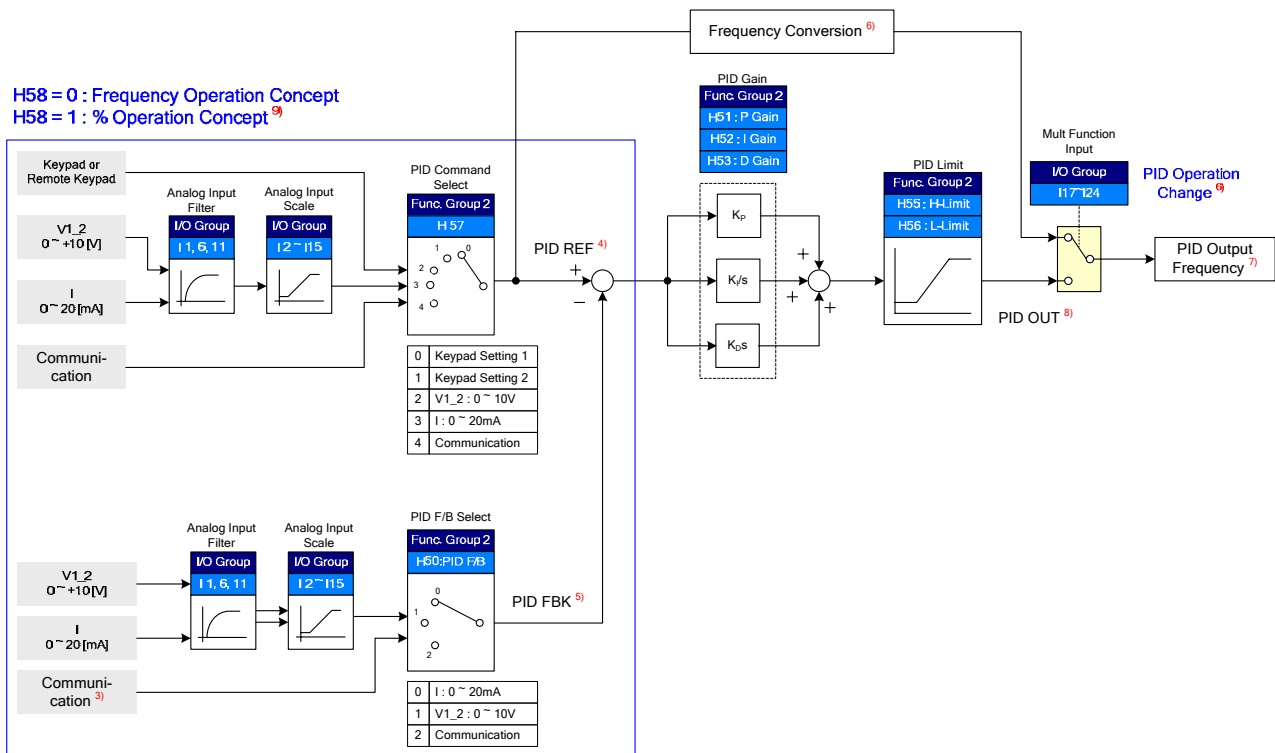 Frequency Conversion 6)
H58 = 0 : Frequency Operation Concept
H58 = 1 : % Operation Concept 9)
PID Gain
Func. Group 2
H51 : P Gain
H52 : I Gain
H53 : D Gain
Keypad or
Remote Keypad
V1_2
0 ~ +10 [V]
I
0 ~ 20 [mA]
Communi-
cation
Analog Input
Filter
I/O Group
I 1, 6, 11
Analog Input
Scale
I/O Group
I 2 ~ I15
PID Command
Select
Func. Group 2
H 57
0
1
2
3
4
0 Keypad Setting 1
1 Keypad Setting 2
2 V1_2 : 0 ~ 10V
3 I : 0 ~ 20mA
4 Communication
PID REF 4)
+
−
KP
KI/s
KDs
+
+
+
PID Limit
Func. Group 2
H55 : H-Limit
H56 : L-Limit
PID OUT 8)
Mult Function
Input
I/O Group
I17~I24
PID Operation
Change 6)
PID Output
Frequency 7)
V1_2
0 ~ +10 [V]
I
0 ~ 20 [mA]
Communi-
cation 3)
Analog Input
Filter
I/O Group
I 1, 6, 11
Analog Input
Scale
I/O Group
I 2 ~ I15
PID F/B Select
Func. Group 2
H50:PID F/B
0
1
2
0 I : 0 ~ 20mA
1 V1_2 : 0 ~ 10V
2 Communication
PID FBK 5)